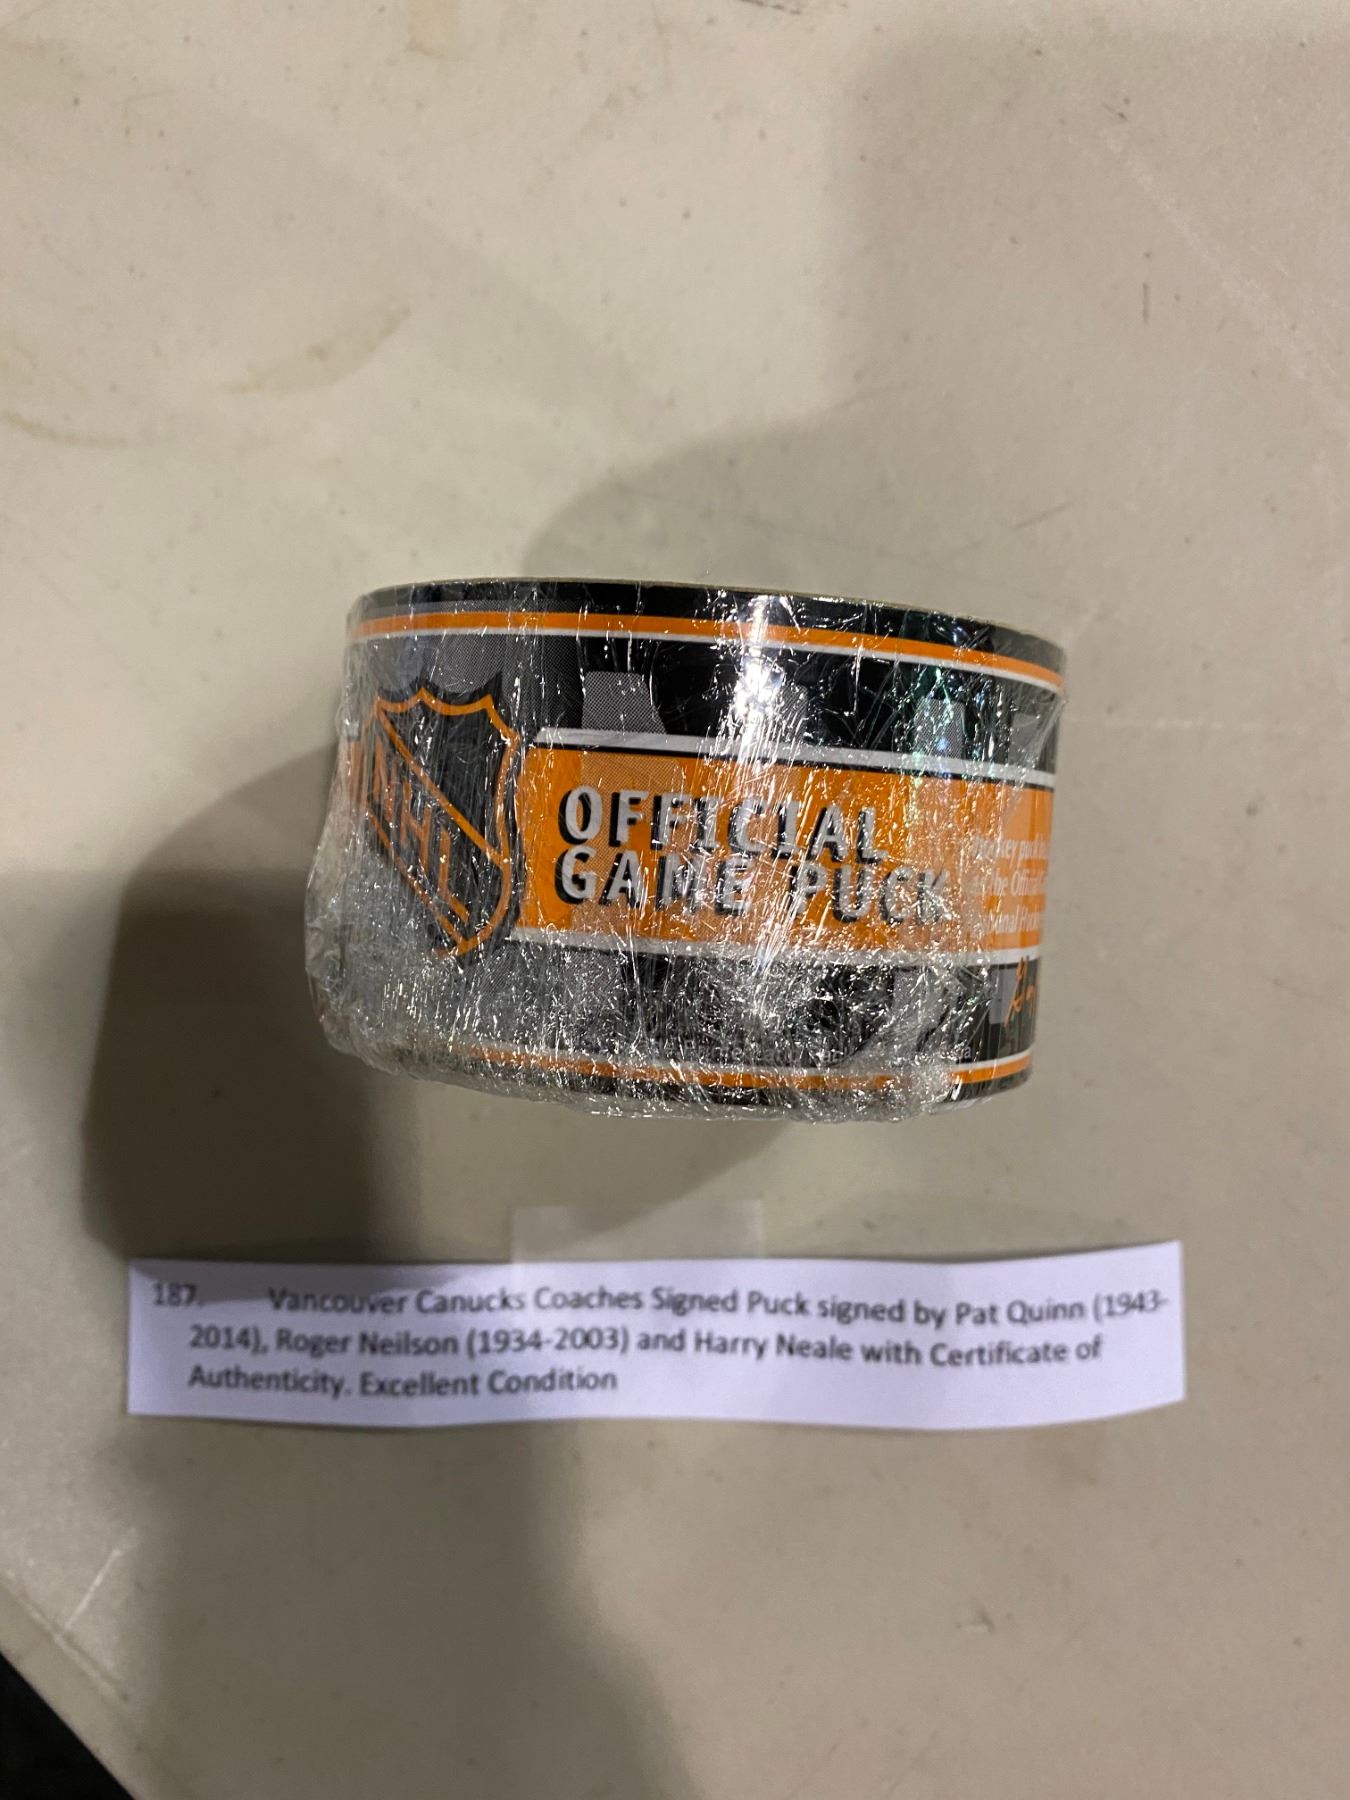 NHL
OFFICIAL
GAME PUCK
187. Vancouver Canucks Coaches Signed Puck signed by Pat Quinn (1943-
2014), Roger Neilson (1934-2003) and Harry Neale with Certificate of
Authenticity. Excellent Condition